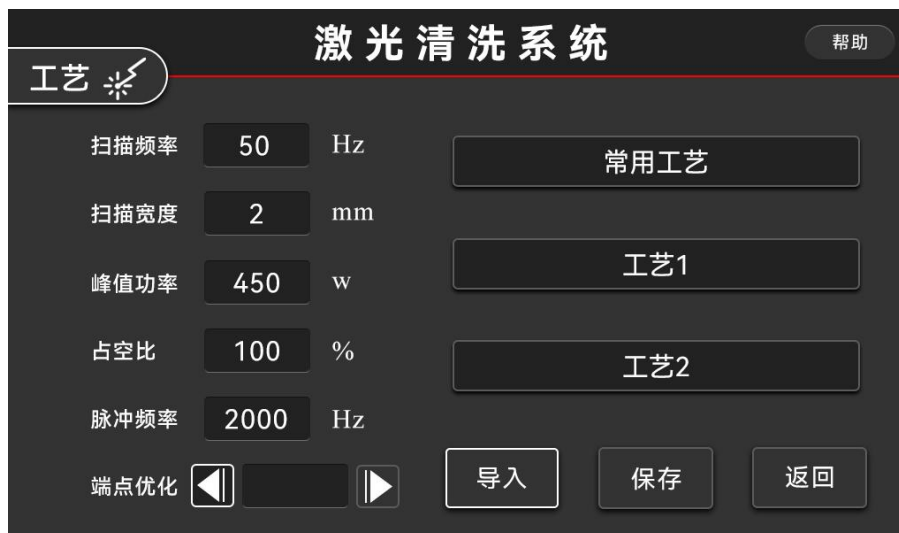 激光清洗系统
帮助
工艺
扫描频率 50 Hz
扫描宽度 2 mm
峰值功率 450 w
占空比 100 %
脉冲频率 2000 Hz
端点优化
常用工艺
工艺1
工艺2
导入 保存 返回